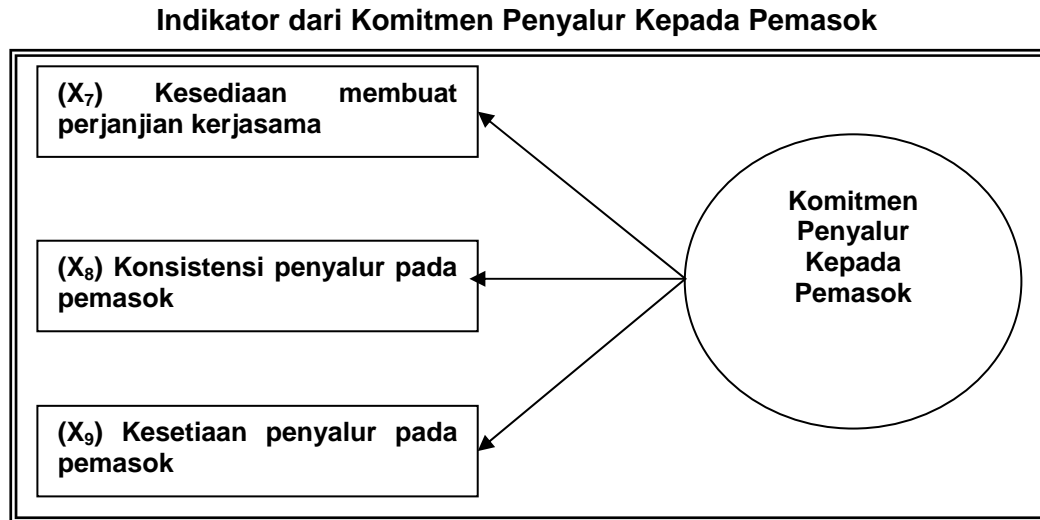 Indikator dari Komitmen Penyalur Kepada Pemasok
(X₇) Kesediaan membuat
perjanjian kerjasama
(X₈) Konsistensi penyalur pada
pemasok
(X₉) Kesetiaan penyalur pada
pemasok
Komitmen
Penyalur
Kepada
Pemasok